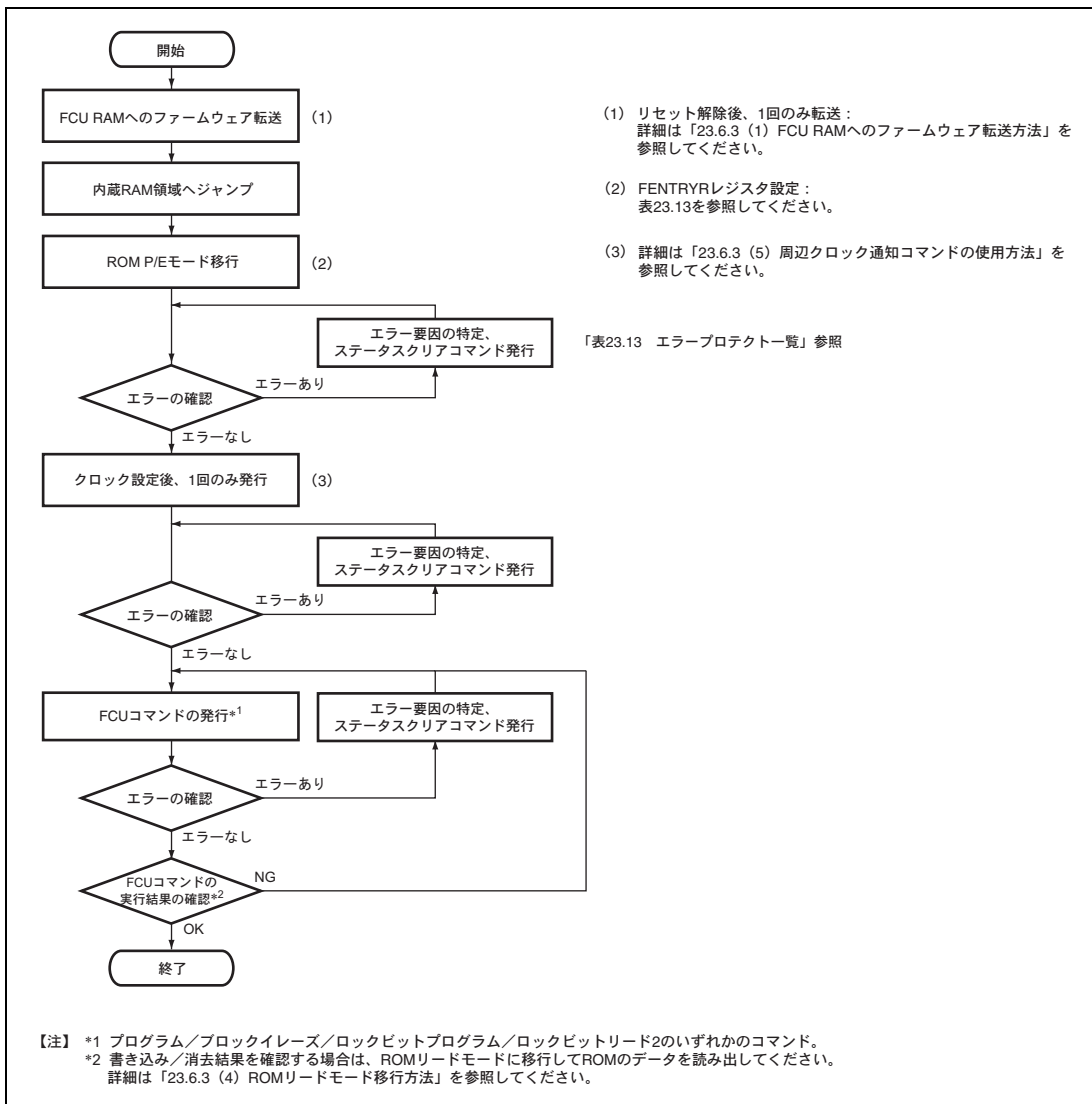 開始
FCU RAMへのファームウェア転送 (1)
(1) リセット解除後、1回のみ転送：
詳細は「23.6.3（1）FCU RAMへのファームウェア転送方法」を
参照してください。
内蔵RAM領域へジャンプ
(2) FENTRYRレジスタ設定：
表23.13を参照してください。
ROM P/Eモード移行 (2)
(3) 詳細は「23.6.3（5）周辺クロック通知コマンドの使用方法」を
参照してください。
エラー要因の特定、
ステータスクリアコマンド発行
「表23.13　エラープロテクト一覧」参照
エラーの確認
エラーあり
エラーなし
クロック設定後、1回のみ発行 (3)
エラー要因の特定、
ステータスクリアコマンド発行
エラーの確認
エラーあり
エラーなし
FCUコマンドの発行*1
エラー要因の特定、
ステータスクリアコマンド発行
エラーの確認
エラーあり
エラーなし
FCUコマンドの
実行結果の確認*2
NG
OK
終了
【注】 *1 プログラム／ブロックイレーズ／ロックビットプログラム／ロックビットリード2のいずれかのコマンド。
*2 書き込み／消去結果を確認する場合は、ROMリードモードに移行してROMのデータを読み出してください。
詳細は「23.6.3（4）ROMリードモード移行方法」を参照してください。